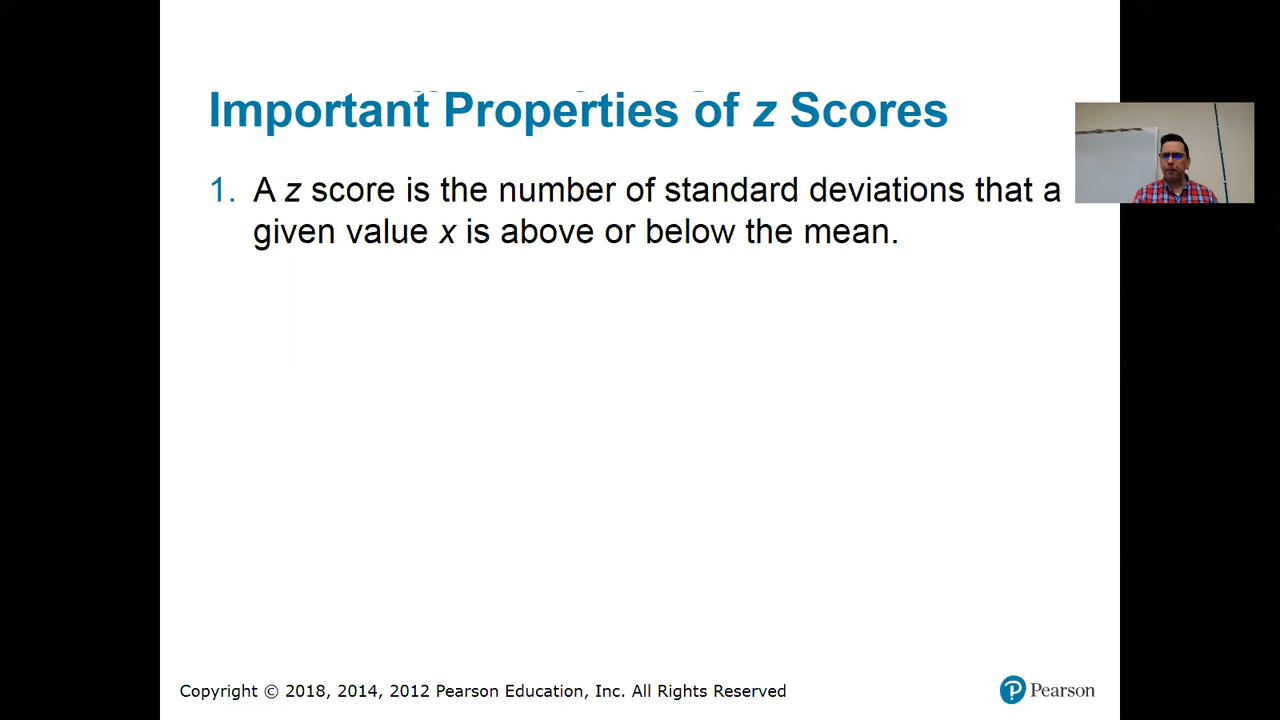 Important Properties of z Scores
1. A z score is the number of standard deviations that a
given value x is above or below the mean.
Copyright © 2018, 2014, 2012 Pearson Education, Inc. All Rights Reserved
Pearson